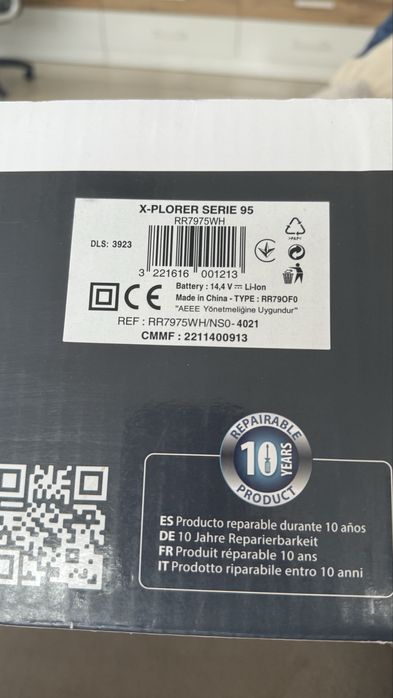 X-PLORER SERIE 95
RR7975WH
DLS: 3923
>PAP<
3 221616 001213
Battery : 14,4 V ⎓ Li-Ion
Made in China - TYPE : RR79OF0
"AEEE Yönetmeliğine Uygundur"
REF : RR7975WH/NS0-4021
CMMF : 2211400913
REPAIRABLE
10 YEARS
PRODUCT
ES Producto reparable durante 10 años
DE 10 Jahre Reparierbarkeit
FR Produit réparable 10 ans
IT Prodotto riparabile entro 10 anni